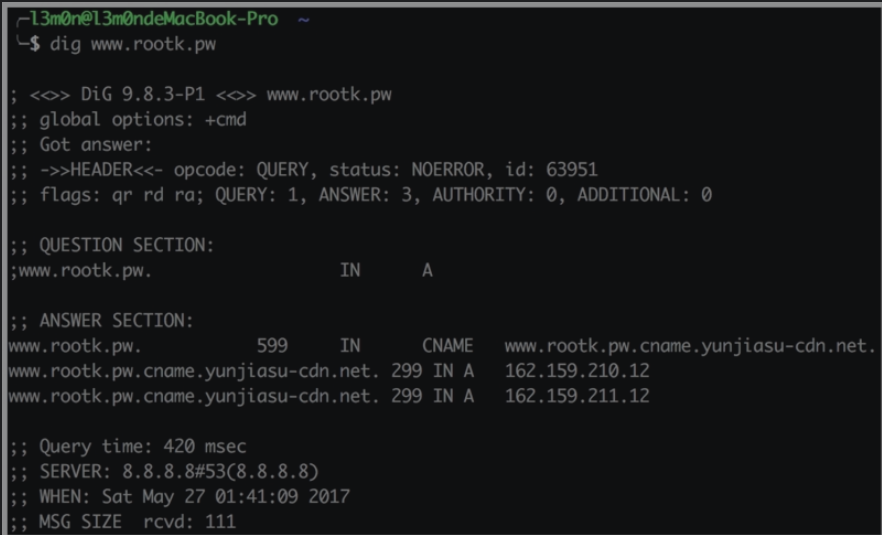 ╭─l3m0n@l3m0ndeMacBook-Pro ~
╰─$ dig www.rootk.pw
; <<>> DiG 9.8.3-P1 <<>> www.rootk.pw
;; global options: +cmd
;; Got answer:
;; ->>HEADER<<- opcode: QUERY, status: NOERROR, id: 63951
;; flags: qr rd ra; QUERY: 1, ANSWER: 3, AUTHORITY: 0, ADDITIONAL: 0
;; QUESTION SECTION:
;www.rootk.pw. IN A
;; ANSWER SECTION:
www.rootk.pw. 599 IN CNAME www.rootk.pw.cname.yunjiasu-cdn.net.
www.rootk.pw.cname.yunjiasu-cdn.net. 299 IN A 162.159.210.12
www.rootk.pw.cname.yunjiasu-cdn.net. 299 IN A 162.159.211.12
;; Query time: 420 msec
;; SERVER: 8.8.8.8#53(8.8.8.8)
;; WHEN: Sat May 27 01:41:09 2017
;; MSG SIZE rcvd: 111